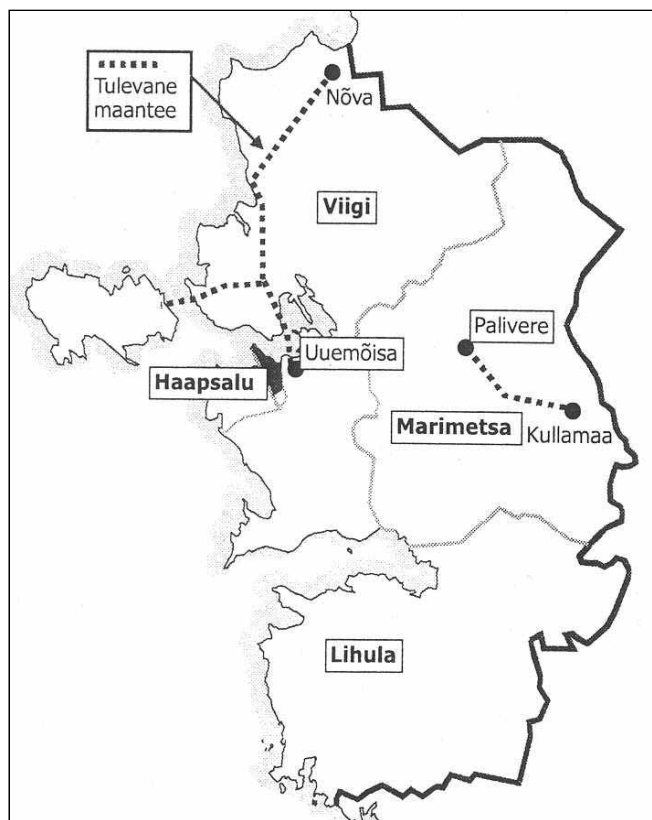 Tulevane
maantee
Nõva
Viigi
Palivere
Uuemõisa
Haapsalu
Marimetsa
Kullamaa
Lihula